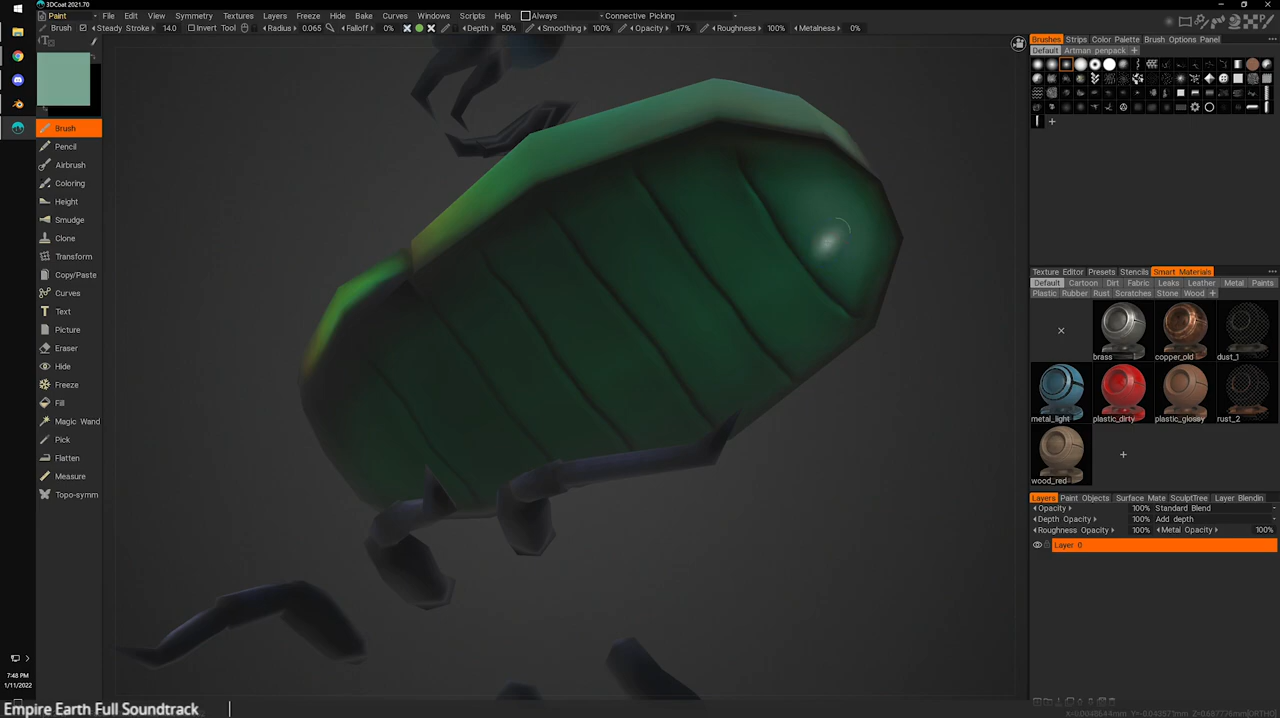 3DCoat 2021.70
Paint File Edit View Symmetry Textures Layers Freeze Hide Bake Curves Windows Scripts Help Always Connective Picking
Brush Steady Stroke 14.0 Invert Tool Radius 0.065 Falloff 0% Depth 50% Smoothing 100% Opacity 17% Roughness 100% Metalness 0%
Brush
Pencil
Airbrush
Coloring
Height
Smudge
Clone
Transform
Copy/Paste
Curves
Text
Picture
Eraser
Hide
Freeze
Fill
Magic Wand
Pick
Flatten
Measure
Topo-symm
Brushes Strips Color Palette Brush Options Panel
Default Artman penpack
Texture Editor Presets Stencils Smart Materials
Default Cartoon Dirt Fabric Leaks Leather Metal Paints
Plastic Rubber Rust Scratches Stone Wood
brass copper_old dust_1
metal_light plastic_dirty plastic_glossy rust_2
wood_red
Layers Paint Objects Surface Mate SculptTree Layer Blendin
Opacity 100% Standard Blend
Depth Opacity 100% Add depth
Roughness Opacity 100% Metal Opacity 100%
Layer 0
7:48 PM
1/11/2022
Empire Earth Full Soundtrack